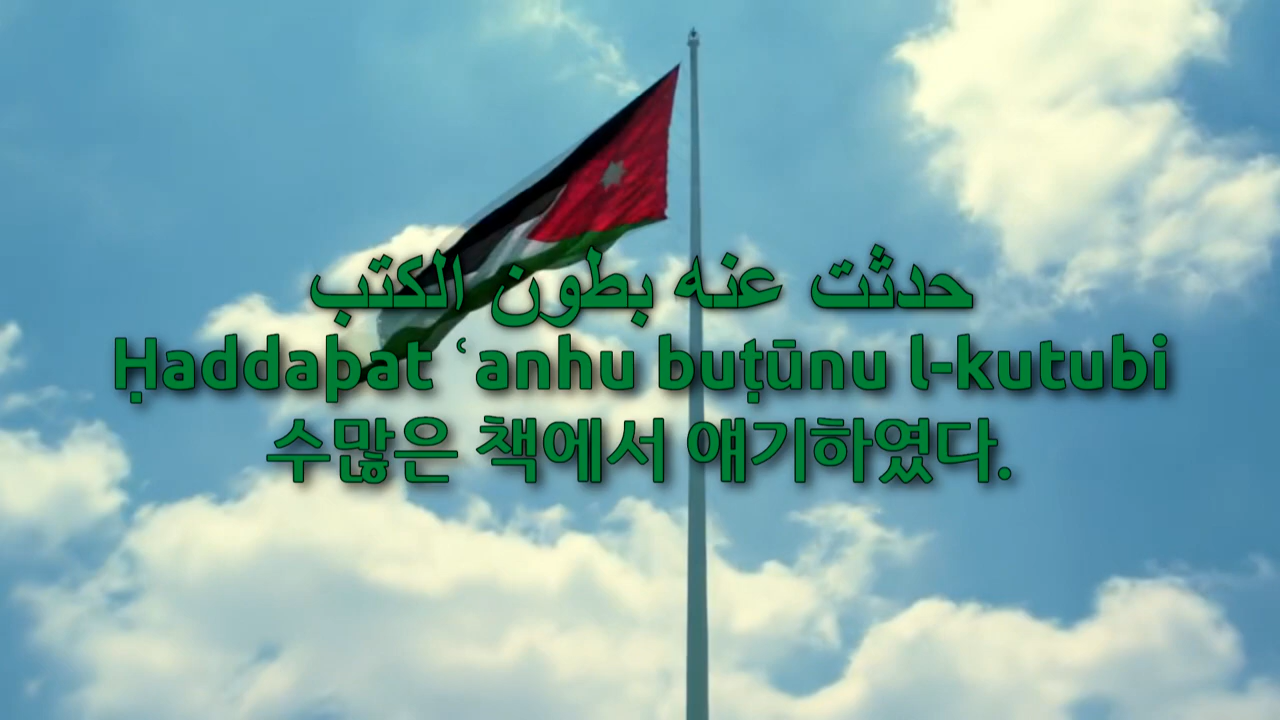 حدثت عنه بطون الكتب
Ḥaddaþat ʿanhu buṭūnu l-kutubi
수많은 책에서 얘기하였다.